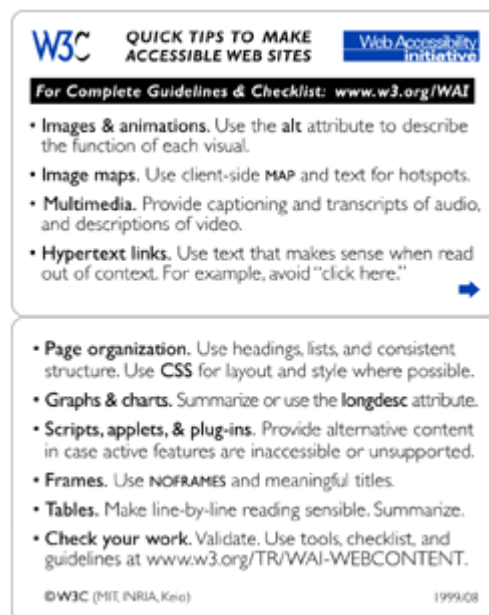 W3C
QUICK TIPS TO MAKE
ACCESSIBLE WEB SITES
Web Accessibility
initiative
For Complete Guidelines & Checklist: www.w3.org/WAI
• Images & animations. Use the alt attribute to describe
the function of each visual.
• Image maps. Use client-side MAP and text for hotspots.
• Multimedia. Provide captioning and transcripts of audio,
and descriptions of video.
• Hypertext links. Use text that makes sense when read
out of context. For example, avoid "click here."
• Page organization. Use headings, lists, and consistent
structure. Use CSS for layout and style where possible.
• Graphs & charts. Summarize or use the longdesc attribute.
• Scripts, applets, & plug-ins. Provide alternative content
in case active features are inaccessible or unsupported.
• Frames. Use NOFRAMES and meaningful titles.
• Tables. Make line-by-line reading sensible. Summarize.
• Check your work. Validate. Use tools, checklist, and
guidelines at www.w3.org/TR/WAI-WEBCONTENT.
©W3C (MIT, INRIA, Keio)
1999/08